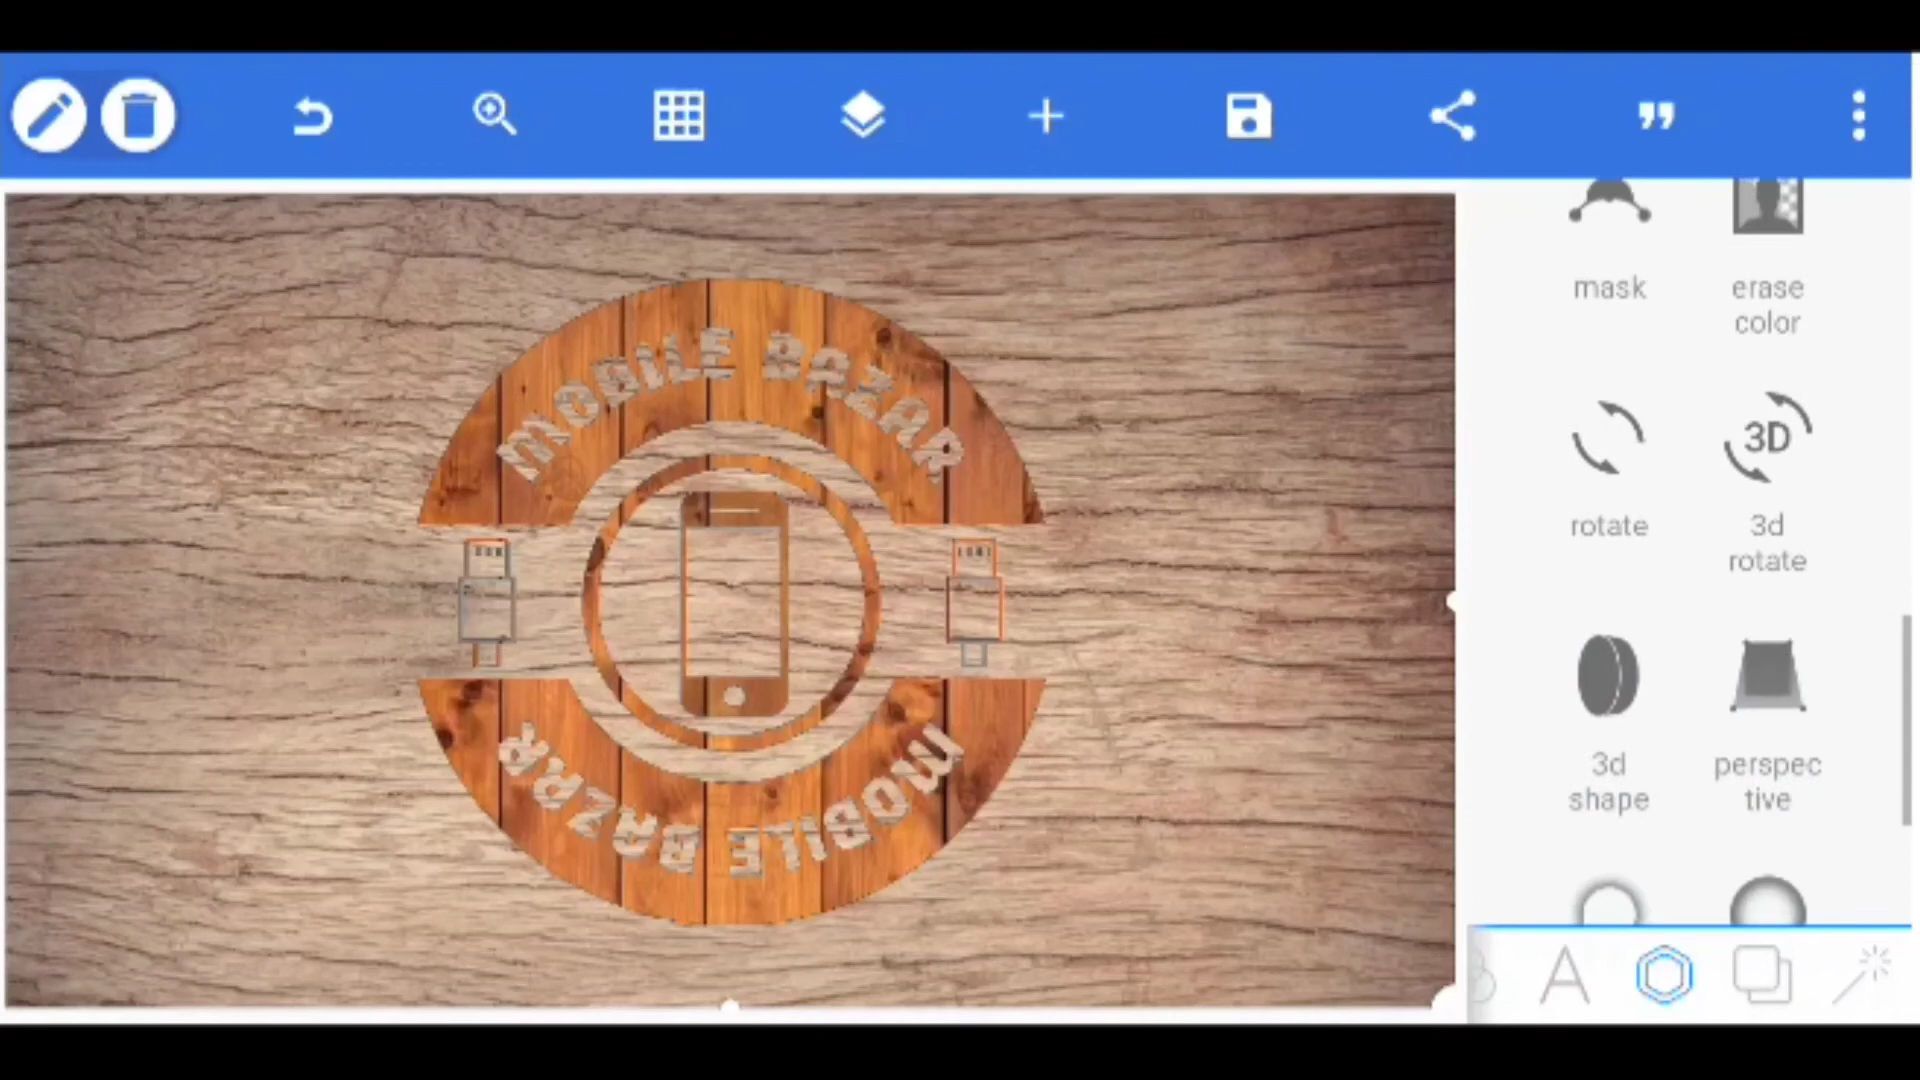 mask
erase
color
MOBILE BAZAR
3D
rotate
3d
rotate
3d
shape
perspec
tive
MOBILE BAZAR
A